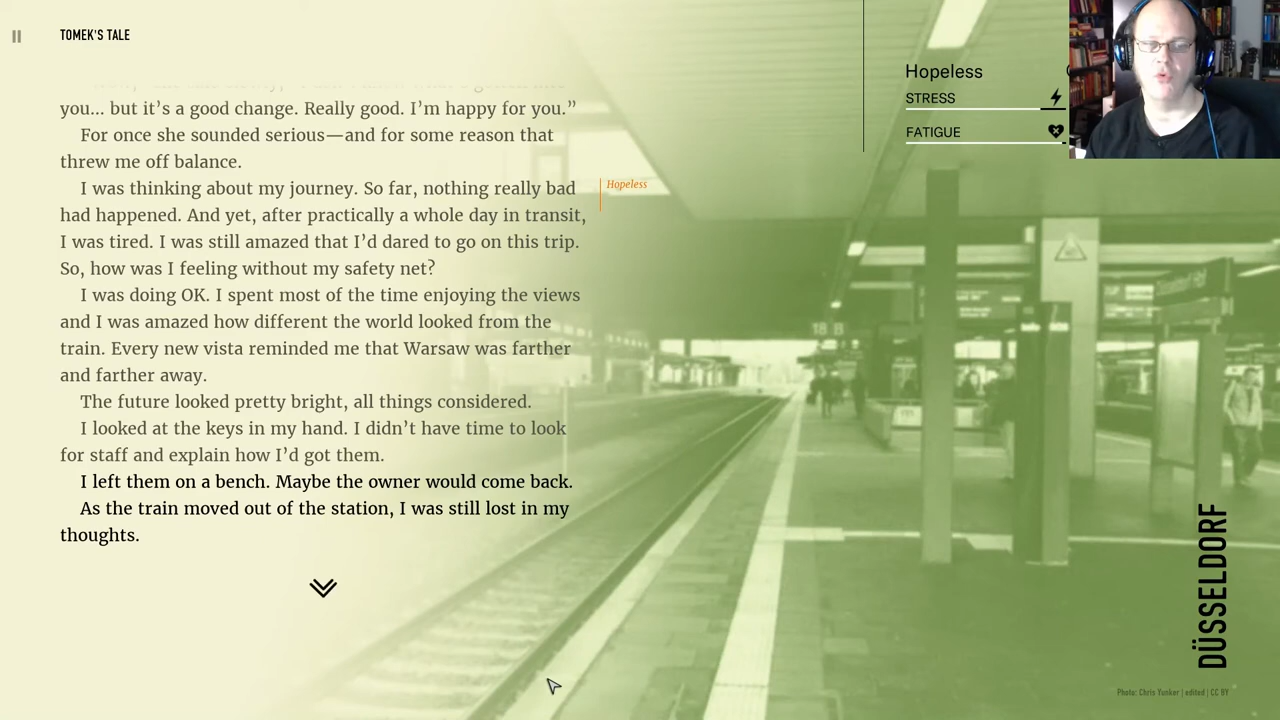 TOMEK'S TALE
you... but it's a good change. Really good. I'm happy for you.”
For once she sounded serious—and for some reason that
threw me off balance.
I was thinking about my journey. So far, nothing really bad
had happened. And yet, after practically a whole day in transit,
I was tired. I was still amazed that I'd dared to go on this trip.
So, how was I feeling without my safety net?
I was doing OK. I spent most of the time enjoying the views
and I was amazed how different the world looked from the
train. Every new vista reminded me that Warsaw was farther
and farther away.
The future looked pretty bright, all things considered.
I looked at the keys in my hand. I didn't have time to look
for staff and explain how I'd got them.
I left them on a bench. Maybe the owner would come back.
As the train moved out of the station, I was still lost in my
thoughts.
Hopeless
Hopeless
STRESS
FATIGUE
18
DÜSSELDORF
Photo: Chris Yunker | edited | CC BY